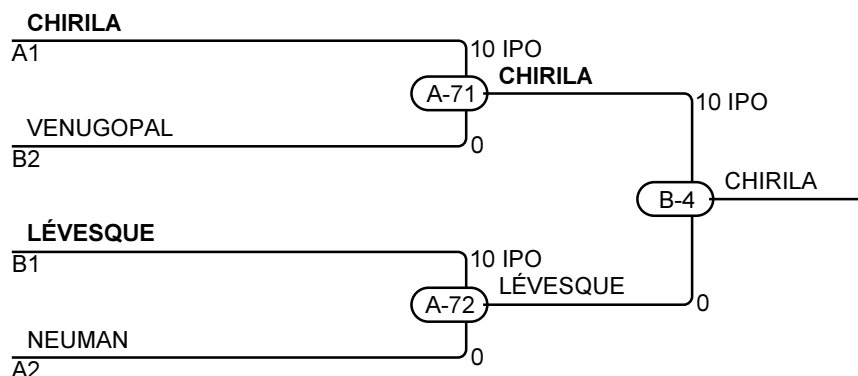 CHIRILA
A1
10 IPO
A-71
CHIRILA
VENUGOPAL
B2
0
10 IPO
B-4
CHIRILA
LÉVESQUE
B1
10 IPO
A-72
LÉVESQUE
0
NEUMAN
A2
0